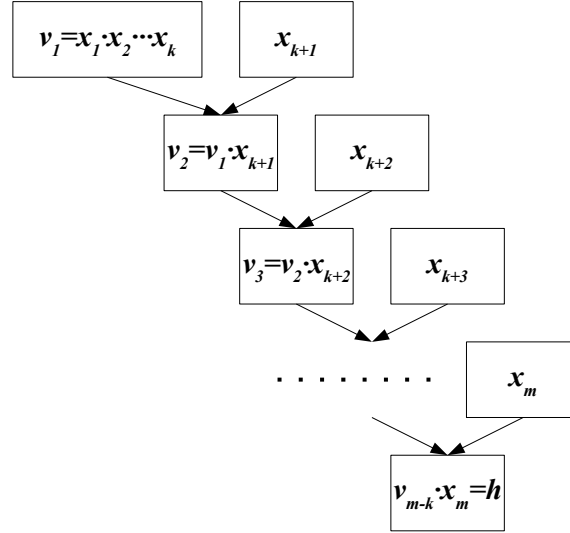 v₁=x₁·x₂···xₖ
xₖ₊₁
v₂=v₁·xₖ₊₁
xₖ₊₂
v₃=v₂·xₖ₊₂
xₖ₊₃
. . . . . . . .
xₘ
vₘ₋ₖ·xₘ=h